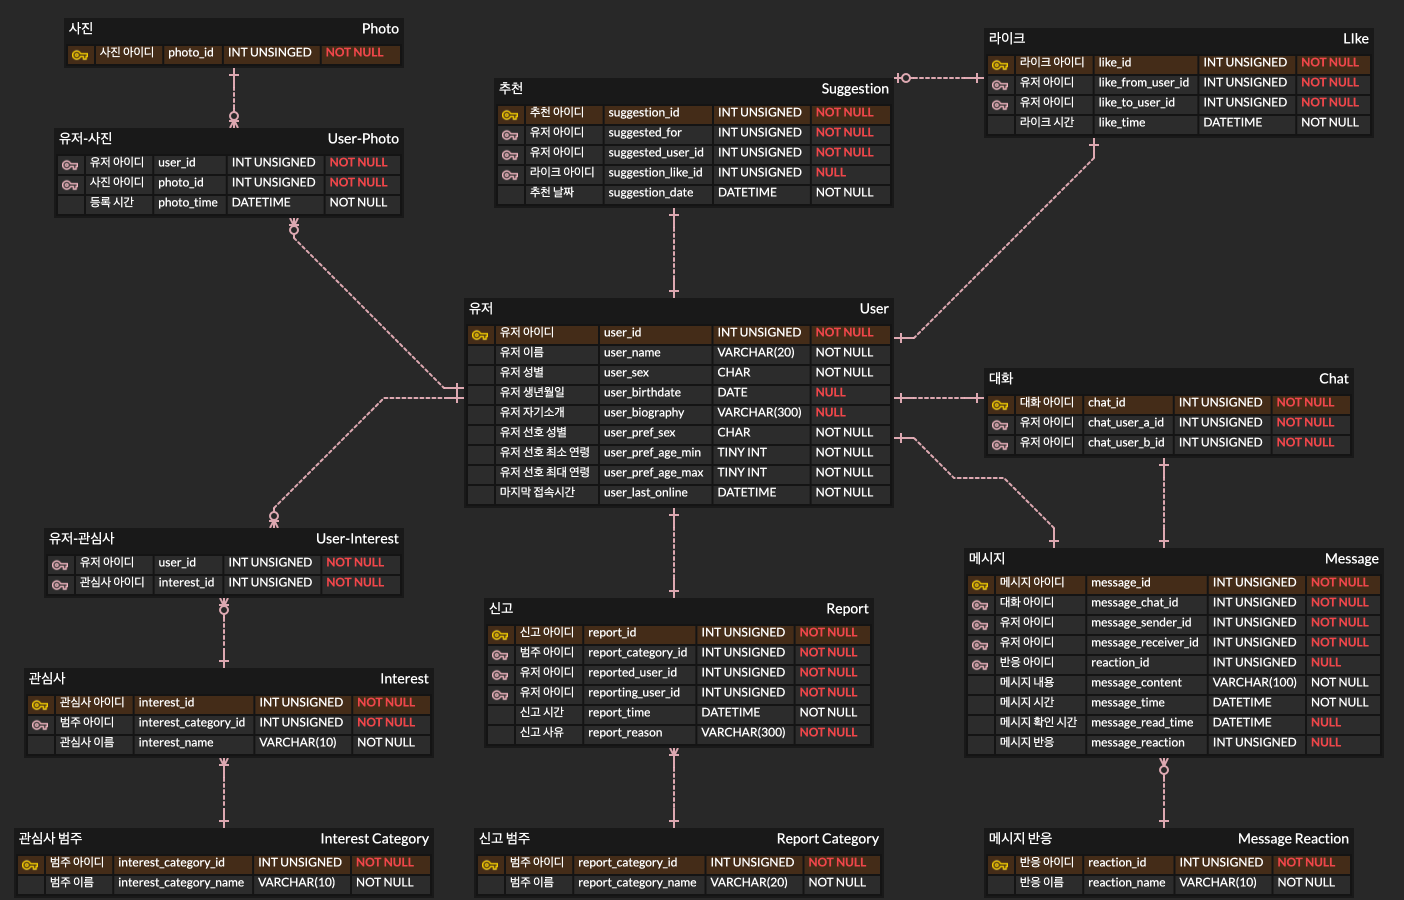 사진 Photo
사진 아이디 photo_id INT UNSINGED NOT NULL
유저-사진 User-Photo
유저 아이디 user_id INT UNSIGNED NOT NULL
사진 아이디 photo_id INT UNSIGNED NOT NULL
등록 시간 photo_time DATETIME NOT NULL
추천 Suggestion
추천 아이디 suggestion_id INT UNSIGNED NOT NULL
유저 아이디 suggested_for INT UNSIGNED NOT NULL
유저 아이디 suggested_user_id INT UNSIGNED NOT NULL
라이크 아이디 suggestion_like_id INT UNSIGNED NULL
추천 날짜 suggestion_date DATETIME NOT NULL
라이크 LIke
라이크 아이디 like_id INT UNSIGNED NOT NULL
유저 아이디 like_from_user_id INT UNSIGNED NOT NULL
유저 아이디 like_to_user_id INT UNSIGNED NOT NULL
라이크 시간 like_time DATETIME NOT NULL
유저 User
유저 아이디 user_id INT UNSIGNED NOT NULL
유저 이름 user_name VARCHAR(20) NOT NULL
유저 성별 user_sex CHAR NOT NULL
유저 생년월일 user_birthdate DATE NULL
유저 자기소개 user_biography VARCHAR(300) NULL
유저 선호 성별 user_pref_sex CHAR NOT NULL
유저 선호 최소 연령 user_pref_age_min TINY INT NOT NULL
유저 선호 최대 연령 user_pref_age_max TINY INT NOT NULL
마지막 접속시간 user_last_online DATETIME NOT NULL
대화 Chat
대화 아이디 chat_id INT UNSIGNED NOT NULL
유저 아이디 chat_user_a_id INT UNSIGNED NOT NULL
유저 아이디 chat_user_b_id INT UNSIGNED NOT NULL
유저-관심사 User-Interest
유저 아이디 user_id INT UNSIGNED NOT NULL
관심사 아이디 interest_id INT UNSIGNED NOT NULL
신고 Report
신고 아이디 report_id INT UNSIGNED NOT NULL
범주 아이디 report_category_id INT UNSIGNED NOT NULL
유저 아이디 reported_user_id INT UNSIGNED NOT NULL
유저 아이디 reporting_user_id INT UNSIGNED NOT NULL
신고 시간 report_time DATETIME NOT NULL
신고 사유 report_reason VARCHAR(300) NOT NULL
메시지 Message
메시지 아이디 message_id INT UNSIGNED NOT NULL
대화 아이디 message_chat_id INT UNSIGNED NOT NULL
유저 아이디 message_sender_id INT UNSIGNED NOT NULL
유저 아이디 message_receiver_id INT UNSIGNED NOT NULL
반응 아이디 reaction_id INT UNSIGNED NULL
메시지 내용 message_content VARCHAR(100) NOT NULL
메시지 시간 message_time DATETIME NOT NULL
메시지 확인 시간 message_read_time DATETIME NULL
메시지 반응 message_reaction INT UNSIGNED NULL
관심사 Interest
관심사 아이디 interest_id INT UNSIGNED NOT NULL
범주 아이디 interest_category_id INT UNSIGNED NOT NULL
관심사 이름 interest_name VARCHAR(10) NOT NULL
관심사 범주 Interest Category
범주 아이디 interest_category_id INT UNSIGNED NOT NULL
범주 이름 interest_category_name VARCHAR(10) NOT NULL
신고 범주 Report Category
범주 아이디 report_category_id INT UNSIGNED NOT NULL
범주 이름 report_category_name VARCHAR(20) NOT NULL
메시지 반응 Message Reaction
반응 아이디 reaction_id INT UNSIGNED NOT NULL
반응 이름 reaction_name VARCHAR(10) NOT NULL